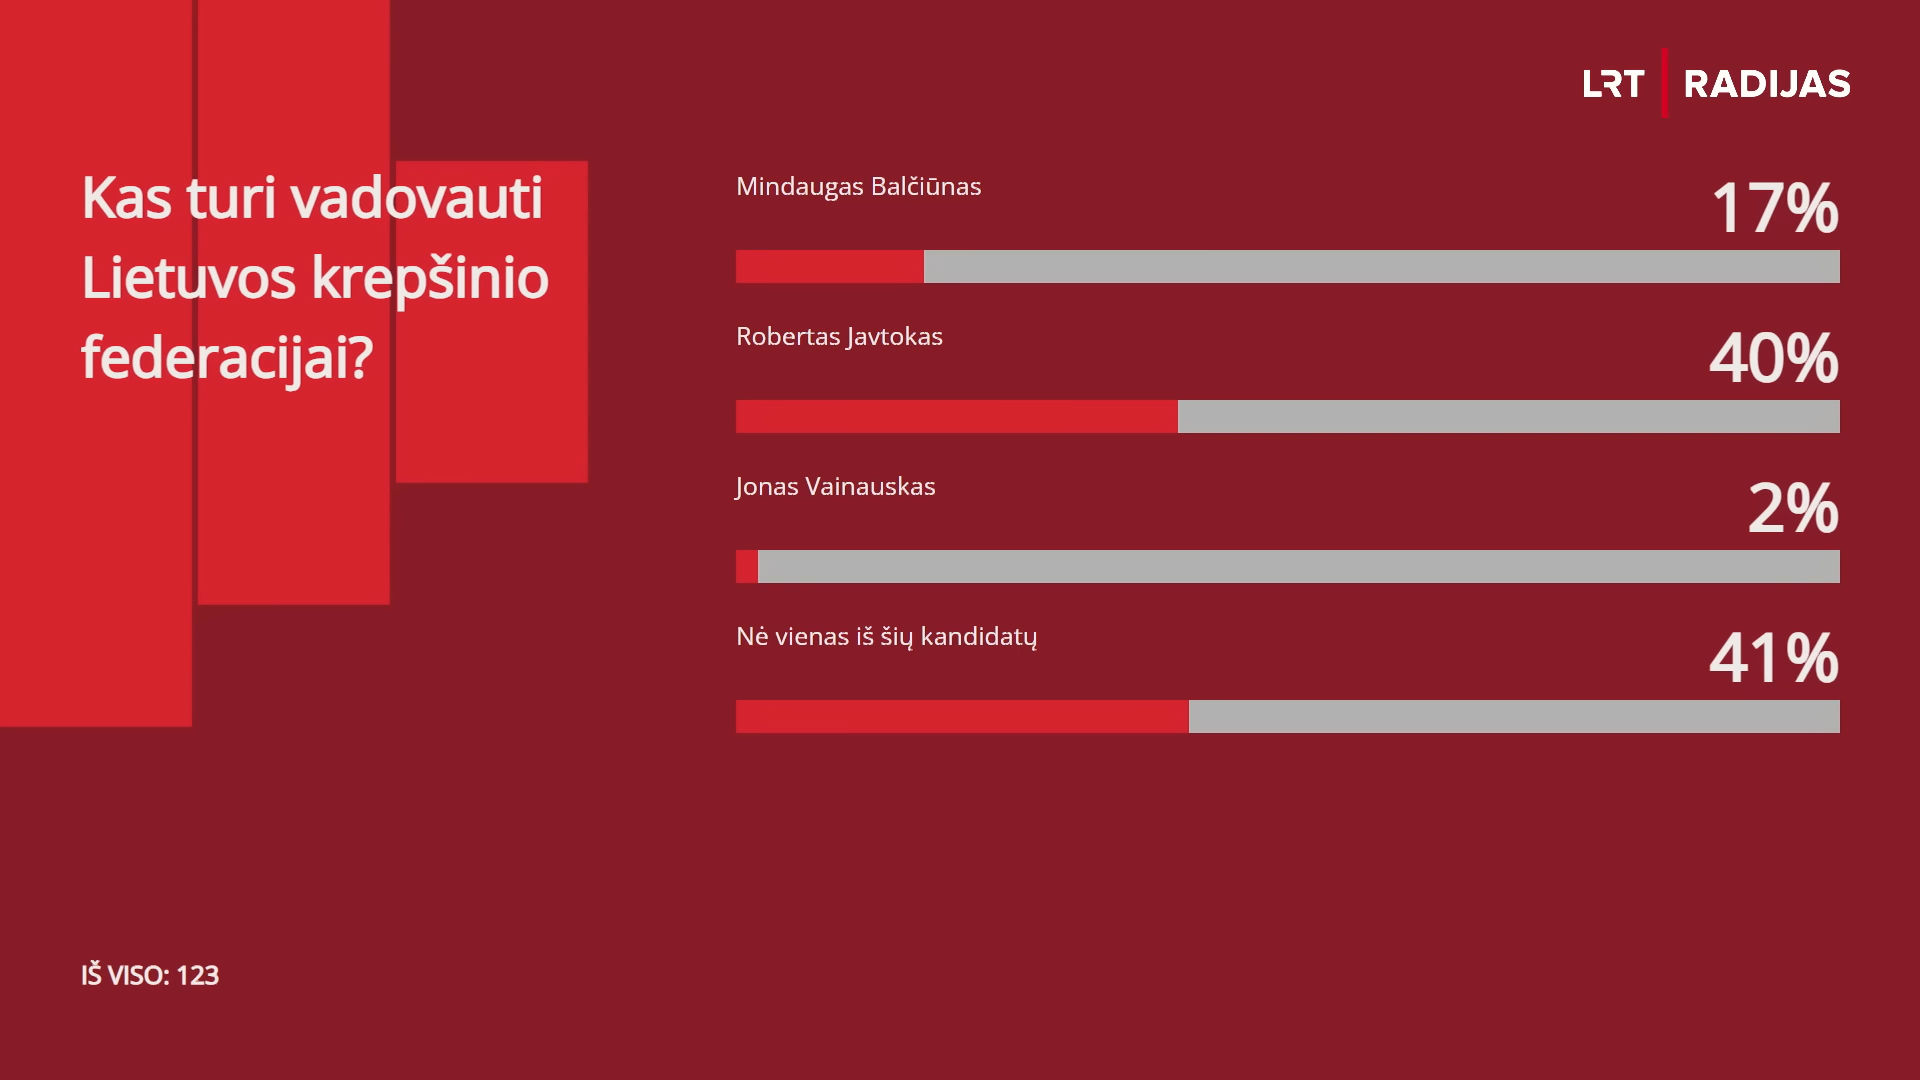 LRT | RADIJAS
Kas turi vadovauti
Lietuvos krepšinio
federacijai?
Mindaugas Balčiūnas
17%
Robertas Javtokas
40%
Jonas Vainauskas
2%
Nė vienas iš šių kandidatų
41%
IŠ VISO: 123